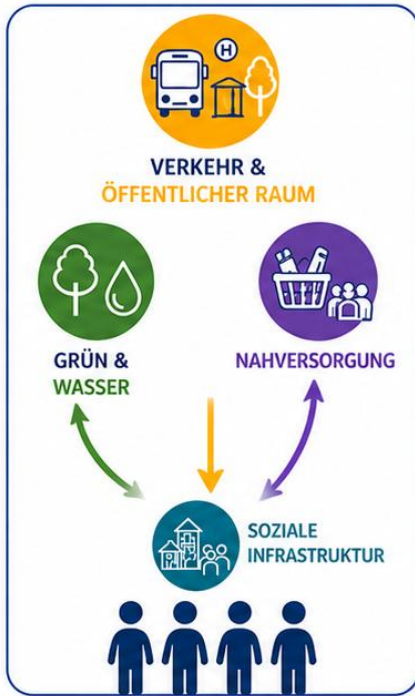 H
VERKEHR &
ÖFFENTLICHER RAUM
GRÜN &
WASSER
NAHVERSORGUNG
SOZIALE
INFRASTRUKTUR